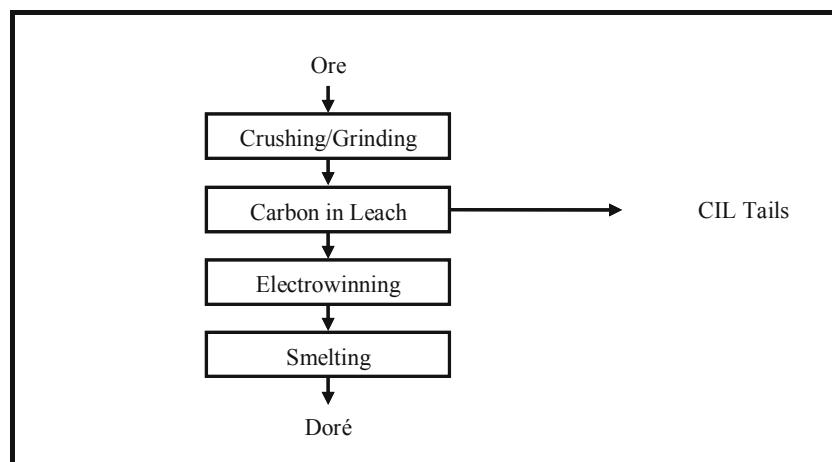 Ore
Crushing/Grinding
Carbon in Leach
CIL Tails
Electrowinning
Smelting
Doré